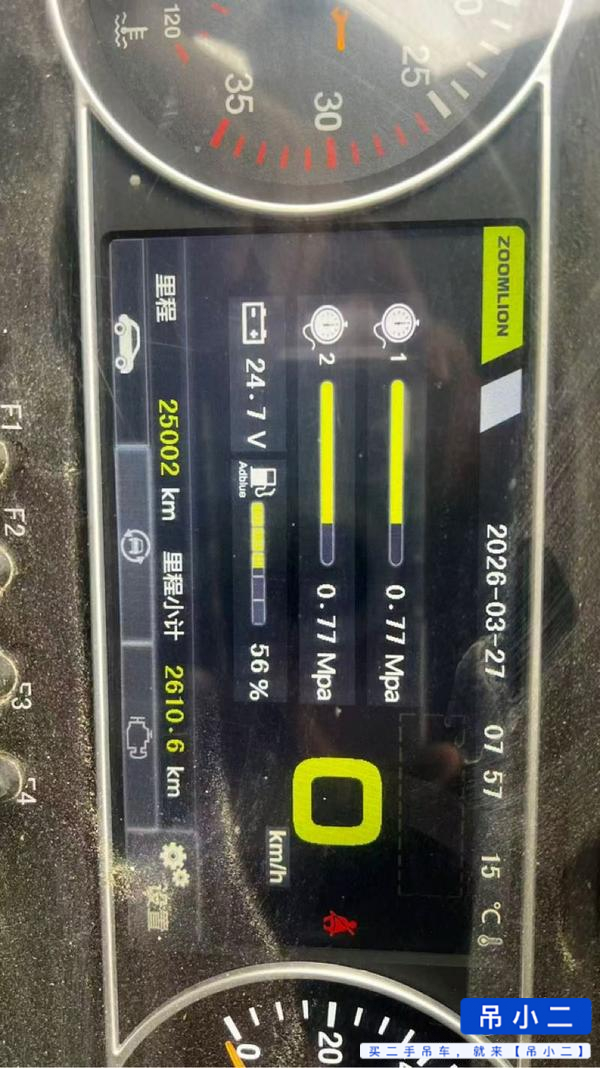 120
35
30
25
ZOOMLION
2026-03-27 07 57 15 ℃
1 0.77 Mpa
2 0.77 Mpa
24.7 V Adblue 56 %
0
km/h
里程 25002 km 里程小计 2610.6 km
设置
F1 F2 F3 F4
0
20
吊小二
买二手吊车，就来【吊小二】